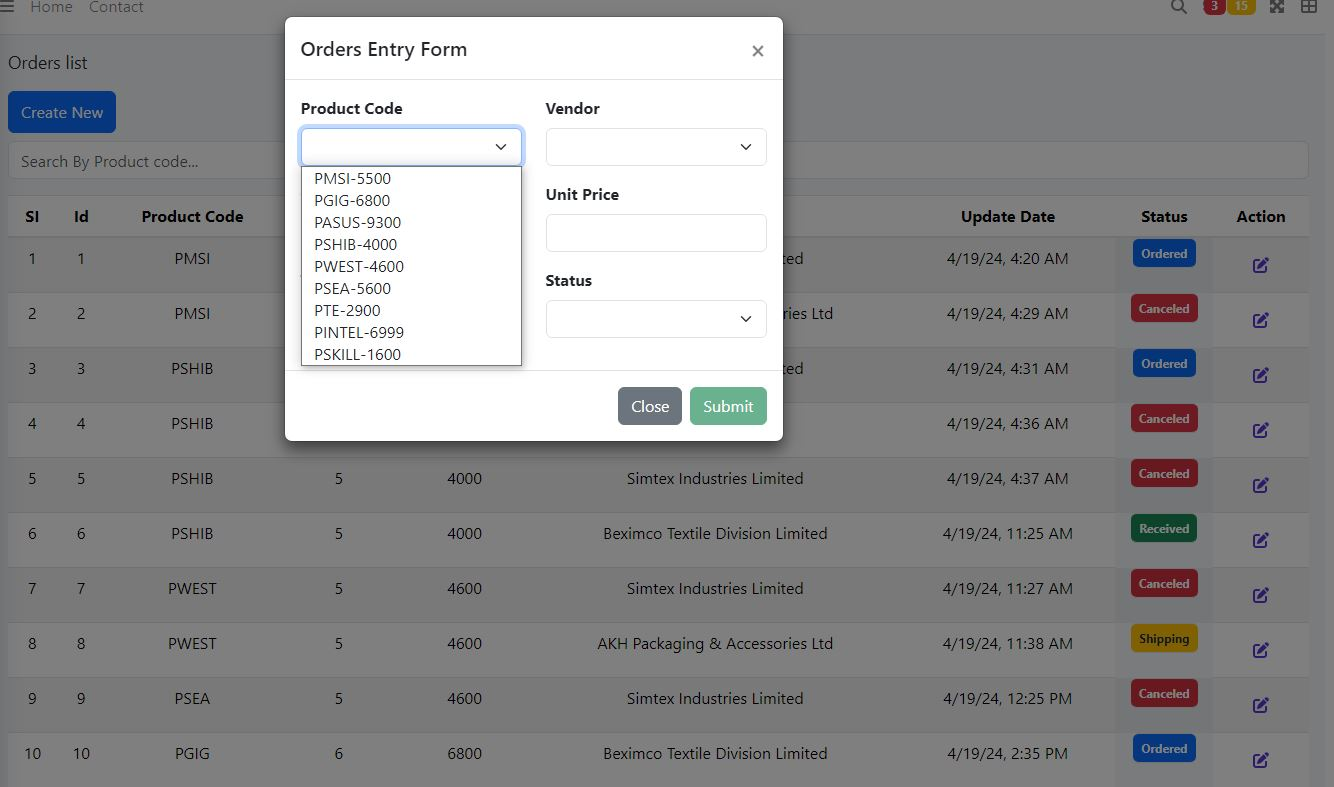 Home Contact 3 15
Orders list
Create New
Search By Product code...
Orders Entry Form ×
Product Code Vendor
PMSI-5500
PGIG-6800
PASUS-9300
PSHIB-4000
PWEST-4600
PSEA-5600
PTE-2900
PINTEL-6999
PSKILL-1600
Unit Price
Status
Close Submit
Sl Id Product Code Update Date Status Action
1 1 PMSI ted 4/19/24, 4:20 AM Ordered
2 2 PMSI ries Ltd 4/19/24, 4:29 AM Canceled
3 3 PSHIB ted 4/19/24, 4:31 AM Ordered
4 4 PSHIB 4/19/24, 4:36 AM Canceled
5 5 PSHIB 5 4000 Simtex Industries Limited 4/19/24, 4:37 AM Canceled
6 6 PSHIB 5 4000 Beximco Textile Division Limited 4/19/24, 11:25 AM Received
7 7 PWEST 5 4600 Simtex Industries Limited 4/19/24, 11:27 AM Canceled
8 8 PWEST 5 4600 AKH Packaging & Accessories Ltd 4/19/24, 11:38 AM Shipping
9 9 PSEA 5 4600 Simtex Industries Limited 4/19/24, 12:25 PM Canceled
10 10 PGIG 6 6800 Beximco Textile Division Limited 4/19/24, 2:35 PM Ordered